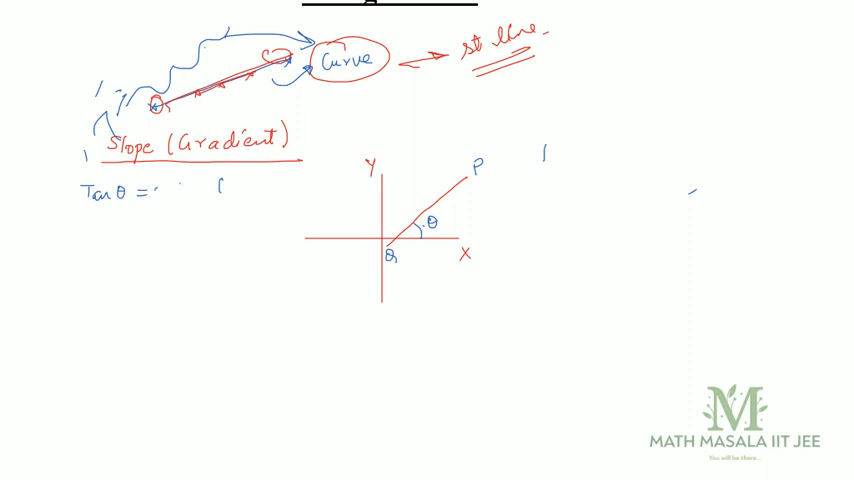 Curve
st line
Slope (Gradient)
Tan θ =
Y
P
θ
Q
X
M
MATH MASALA IIT JEE
You will be there...